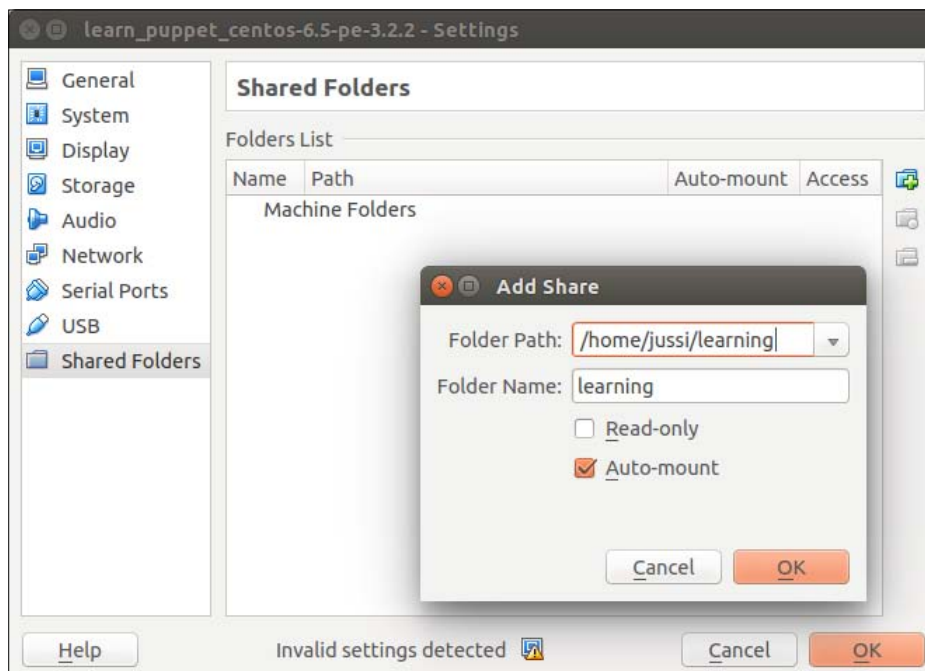 learn_puppet_centos-6.5-pe-3.2.2 - Settings
General
System
Display
Storage
Audio
Network
Serial Ports
USB
Shared Folders
Shared Folders
Folders List
Name Path Auto-mount Access
Machine Folders
Add Share
Folder Path: /home/jussi/learning
Folder Name: learning
Read-only
Auto-mount
Cancel OK
Help Invalid settings detected Cancel OK